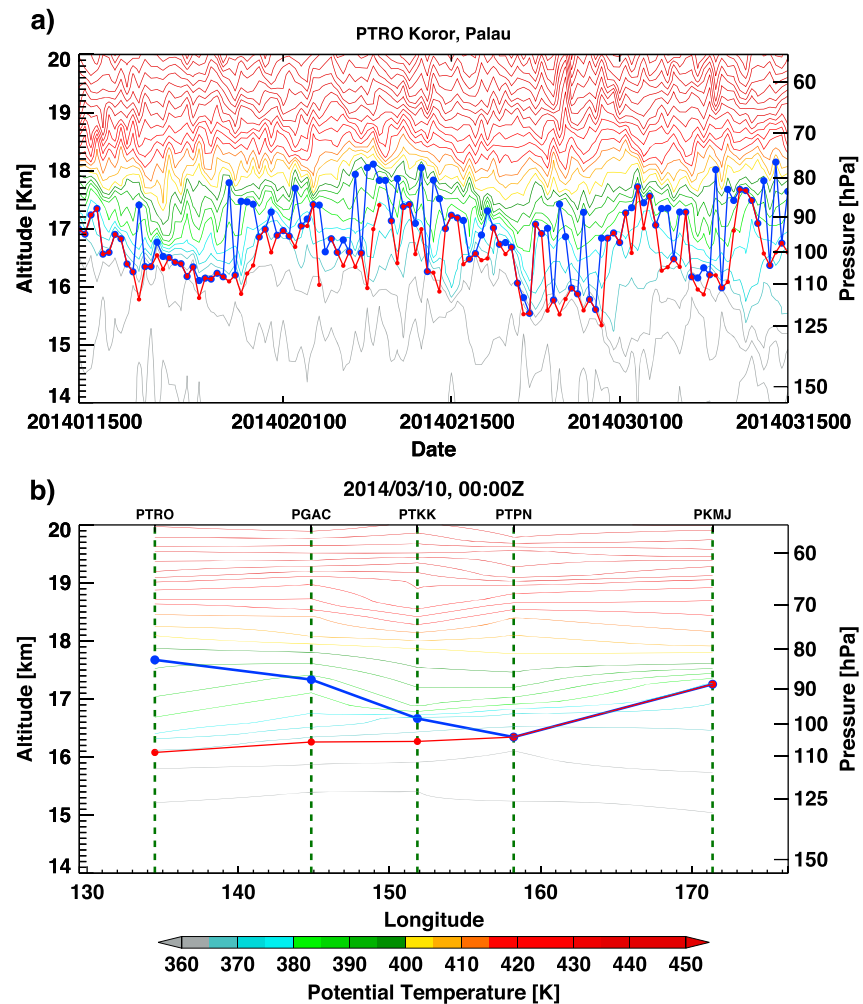 a)
PTRO Koror, Palau
20
19
18
17
16
15
14
Altitude [Km]
60
70
80
90
100
110
125
150
Pressure [hPa]
2014011500
2014020100
2014021500
2014030100
2014031500
Date
b)
2014/03/10, 00:00Z
PTRO PGAC PTKK PTPN PKMJ
20
19
18
17
16
15
14
Altitude [km]
60
70
80
90
100
110
125
150
Pressure [hPa]
130 140 150 160 170
Longitude
360 370 380 390 400 410 420 430 440 450
Potential Temperature [K]